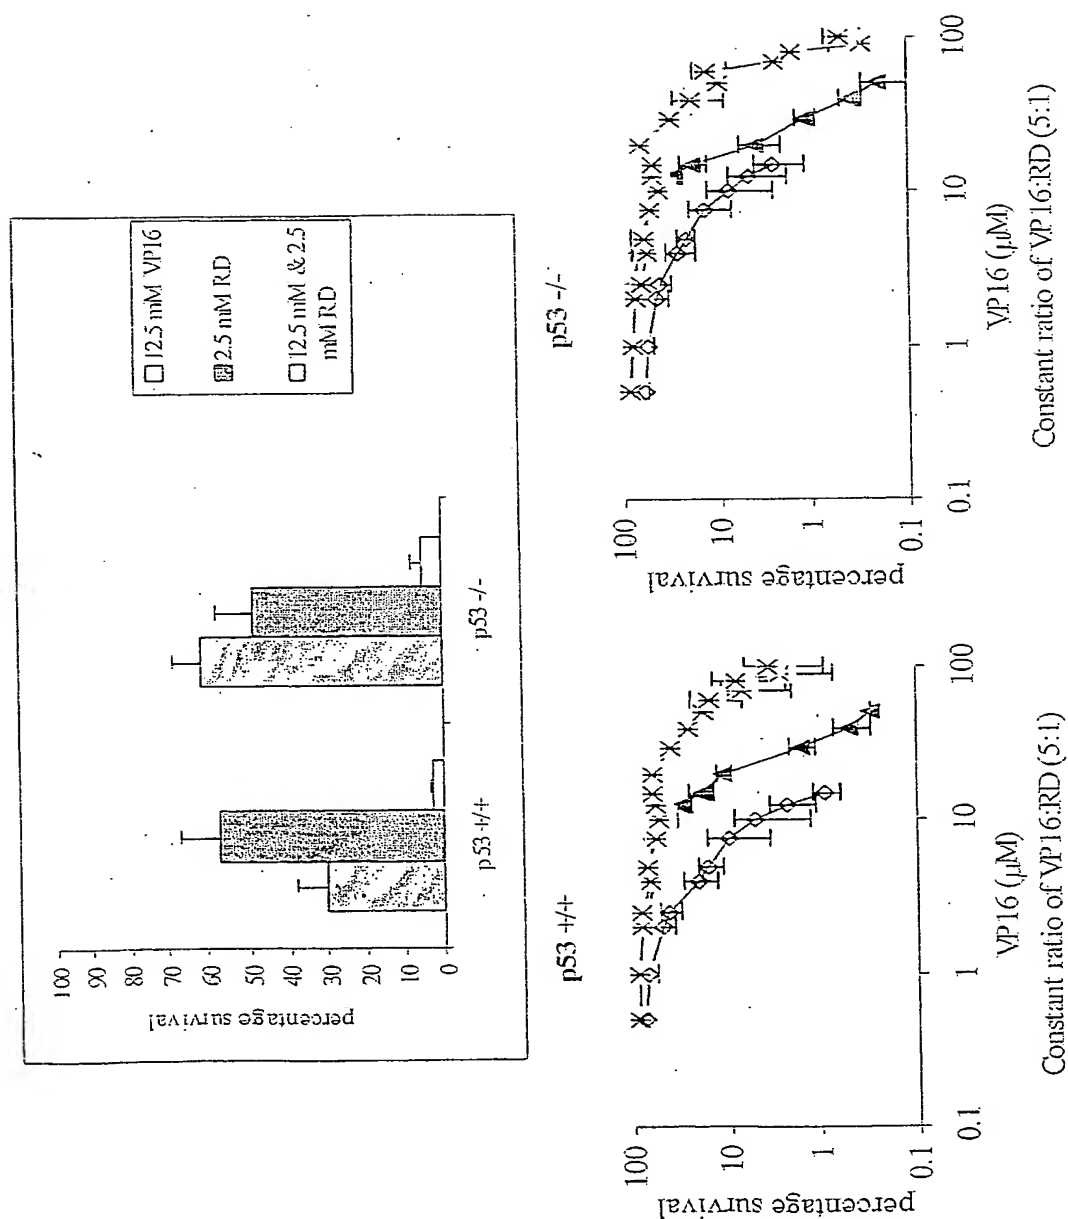 percentage survival
100
90
80
70
60
50
40
30
20
10
0
p53 +/+
p53 -/-
12.5 mM VP16
2.5 mM RD
12.5 mM & 2.5
mM RD
p53 +/+
percentage survival
100
10
1
0.1
0.1
1
10
100
VP16 (µM)
Constant ratio of VP16:RD (5:1)
p53 -/-
percentage survival
100
10
1
0.1
0.1
1
10
100
VP16 (µM)
Constant ratio of VP16:RD (5:1)